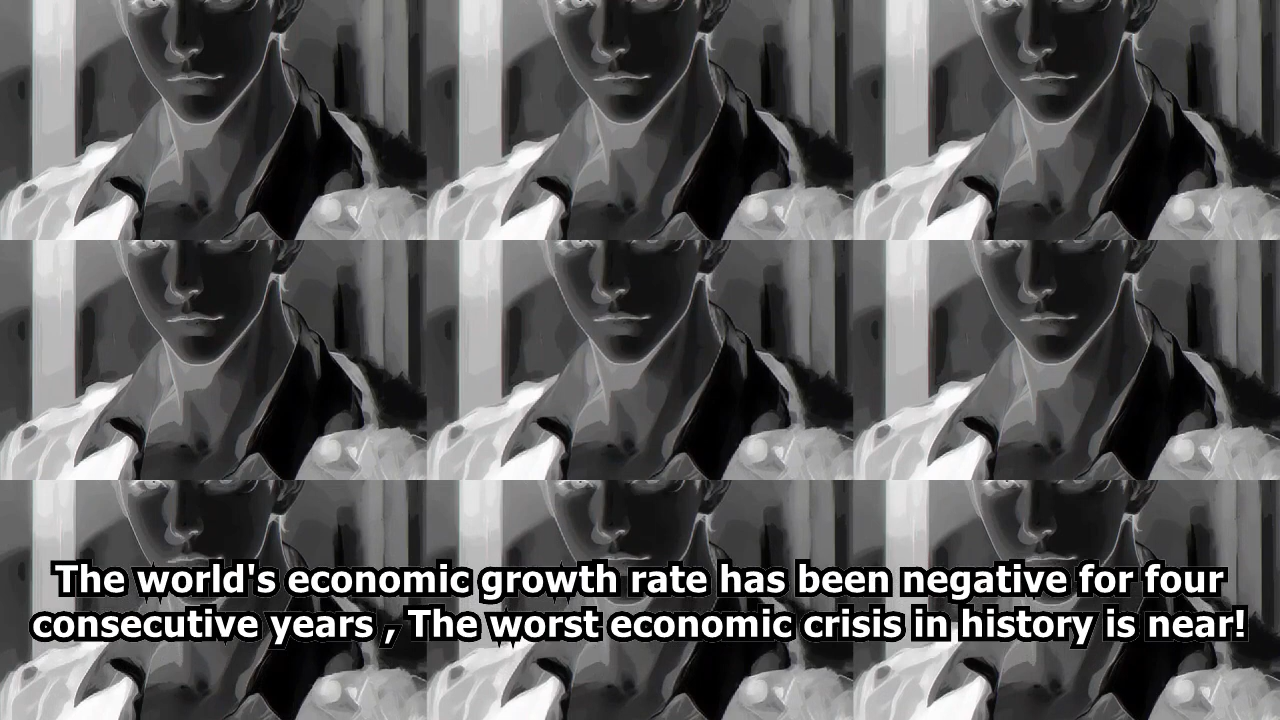 The world's economic growth rate has been negative for four
consecutive years , The worst economic crisis in history is near!